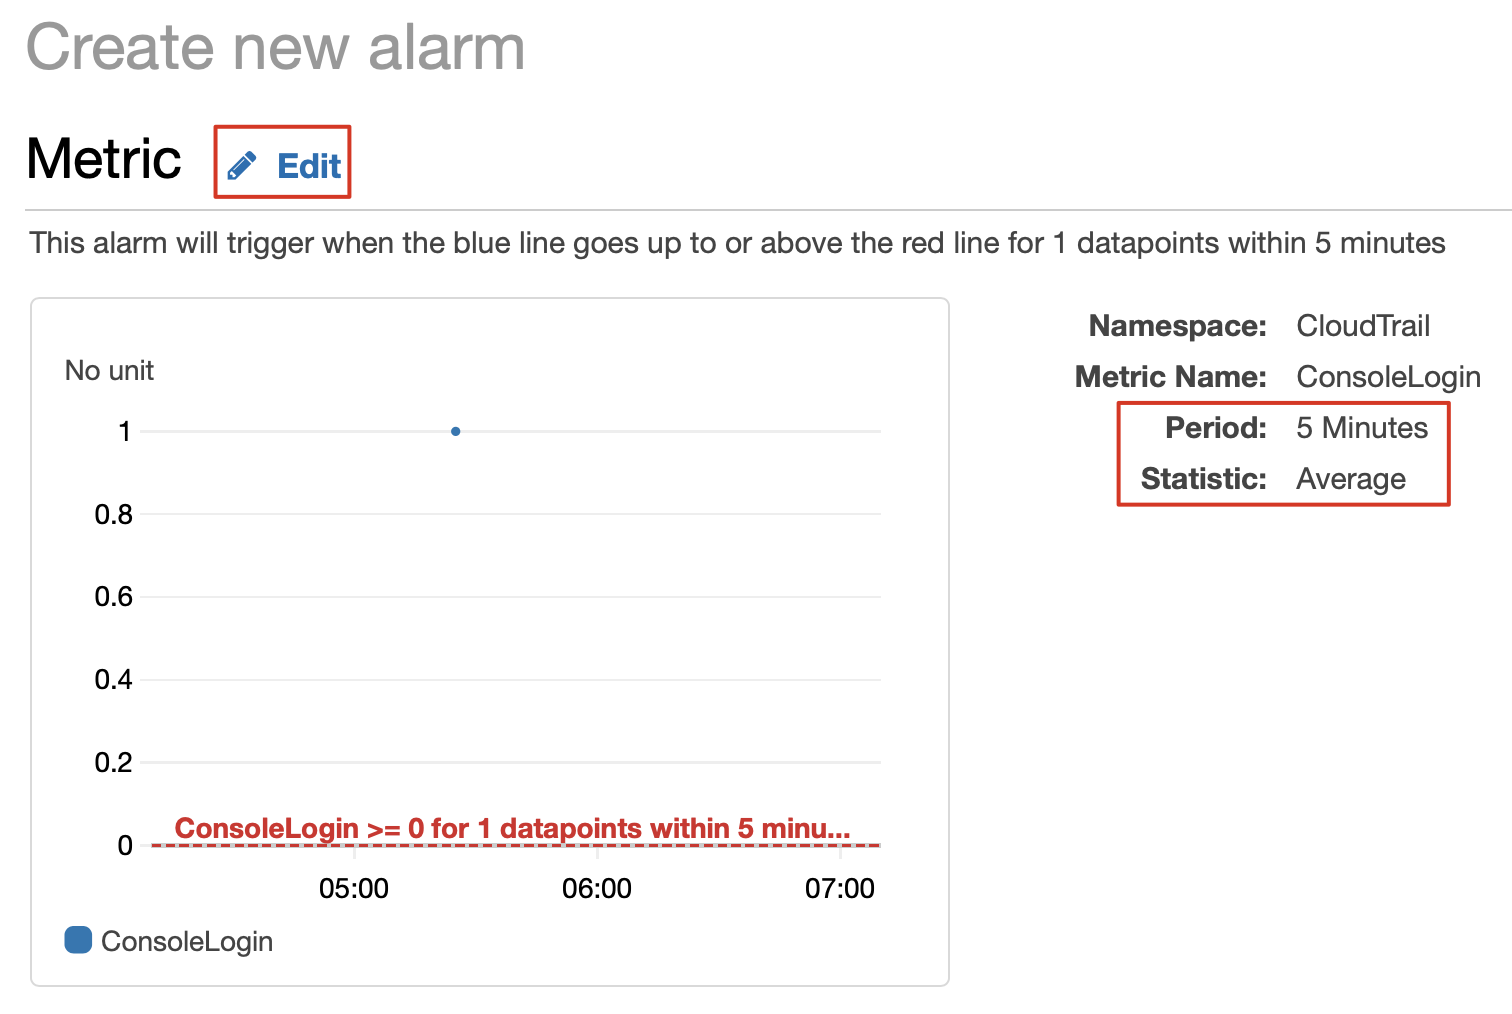 Create new alarm
Metric Edit
This alarm will trigger when the blue line goes up to or above the red line for 1 datapoints within 5 minutes
No unit
1
0.8
0.6
0.4
0.2
ConsoleLogin >= 0 for 1 datapoints within 5 minu...
0
05:00 06:00 07:00
ConsoleLogin
Namespace: CloudTrail
Metric Name: ConsoleLogin
Period: 5 Minutes
Statistic: Average